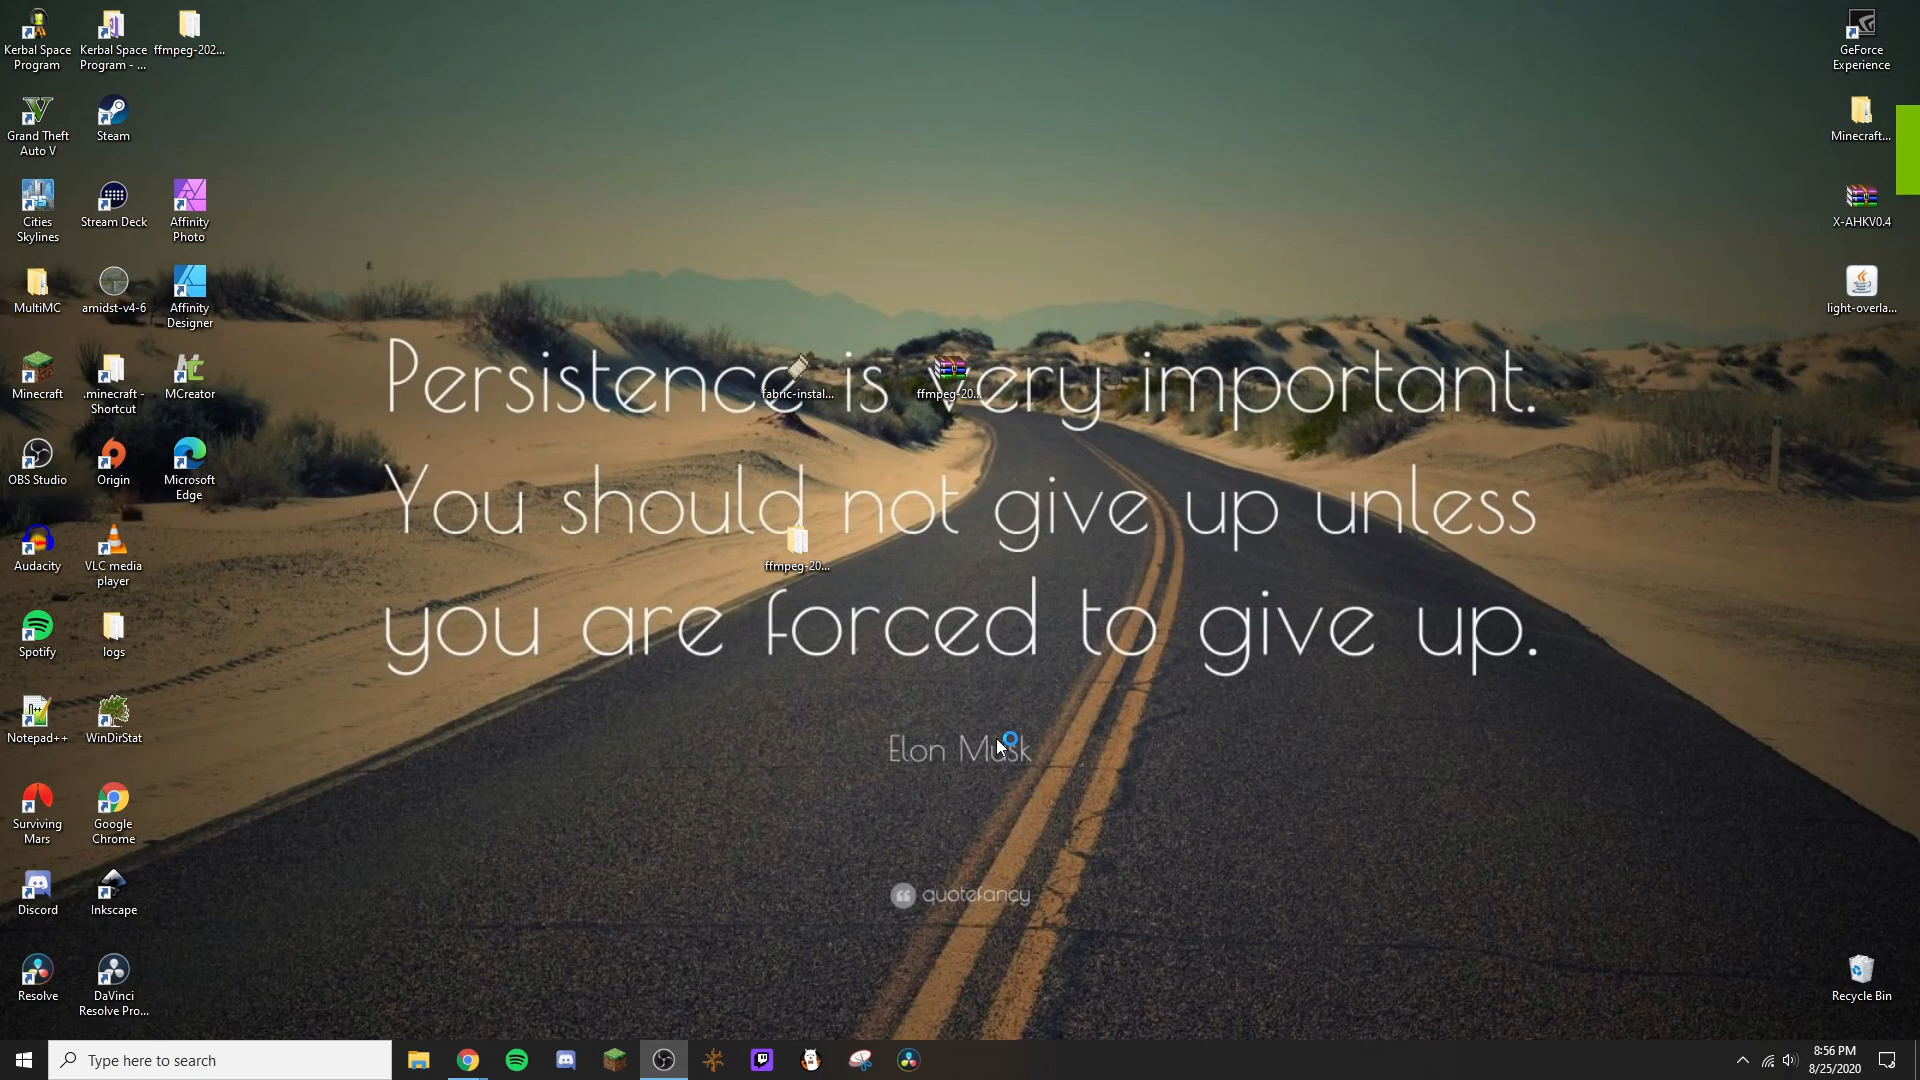 Kerbal Space
Program
Kerbal Space
Program - ...
ffmpeg-202...
Grand Theft
Auto V
Steam
Cities
Skylines
Stream Deck
Affinity
Photo
MultiMC
amidst-v4-6
Affinity
Designer
Minecraft
.minecraft -
Shortcut
MCreator
OBS Studio
Origin
Microsoft
Edge
Audacity
VLC media
player
Spotify
logs
Notepad++
WinDirStat
Surviving
Mars
Google
Chrome
Discord
Inkscape
Resolve
DaVinci
Resolve Pro...
fabric-instal...
ffmpeg-20...
ffmpeg-20...
Persistence is very important.
You should not give up unless
you are forced to give up.
Elon Musk
quotefancy
GeForce
Experience
Minecraft...
X-AHKV0.4
light-overla...
Recycle Bin
Type here to search
8:56 PM
8/25/2020